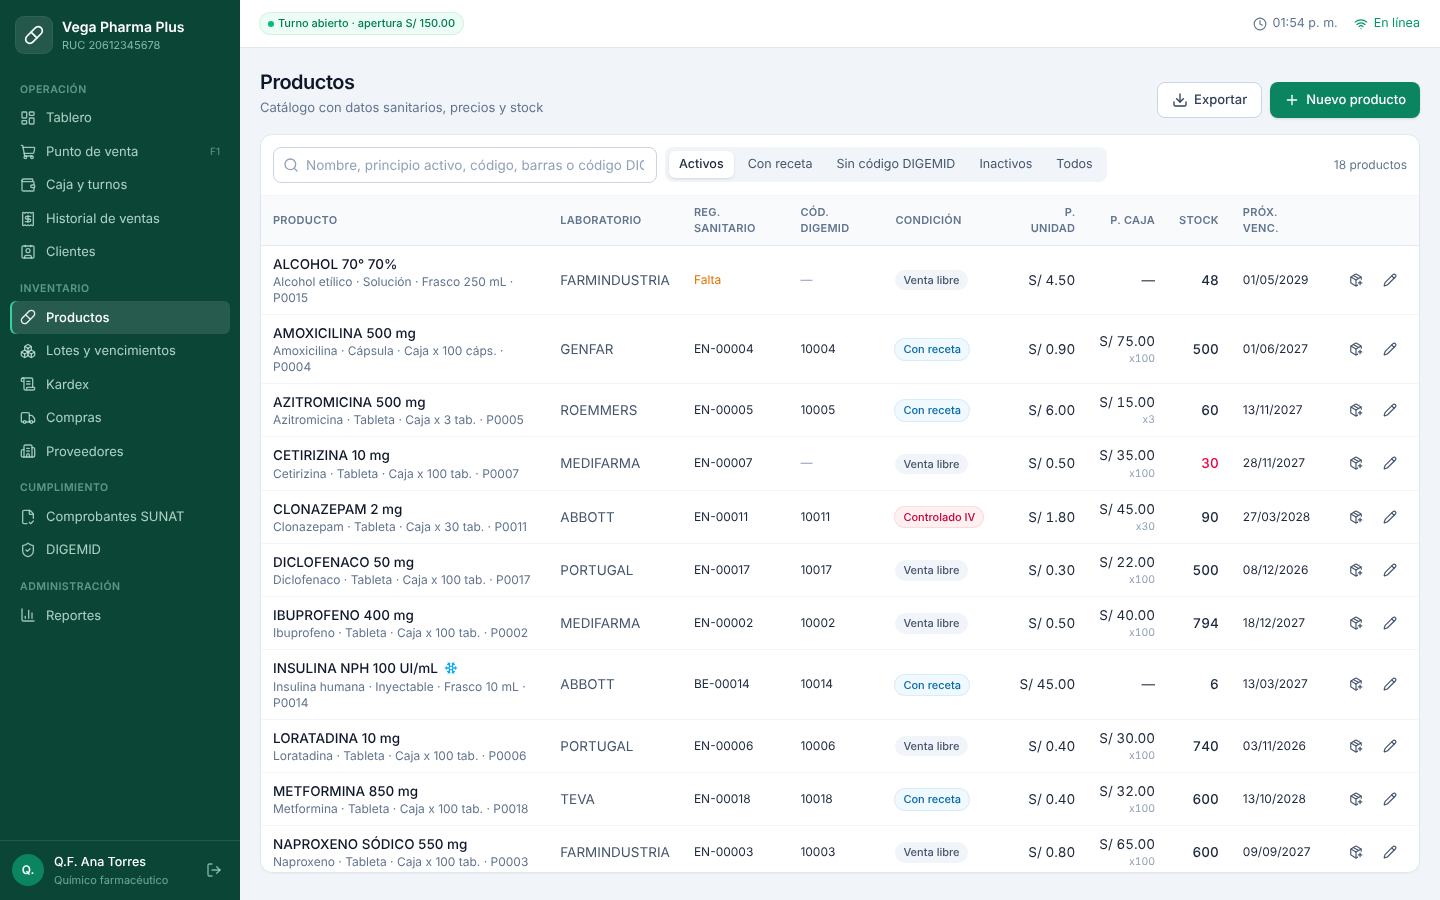 Vega Pharma Plus
RUC 20612345678
OPERACIÓN
Tablero
Punto de venta F1
Caja y turnos
Historial de ventas
Clientes
INVENTARIO
Productos
Lotes y vencimientos
Kardex
Compras
Proveedores
CUMPLIMIENTO
Comprobantes SUNAT
DIGEMID
ADMINISTRACIÓN
Reportes
Q. Q.F. Ana Torres
Químico farmacéutico
Turno abierto · apertura S/ 150.00
01:54 p. m. En línea
Productos
Catálogo con datos sanitarios, precios y stock
Exportar
Nuevo producto
Nombre, principio activo, código, barras o código DIG
Activos Con receta Sin código DIGEMID Inactivos Todos
18 productos
PRODUCTO LABORATORIO REG. SANITARIO CÓD. DIGEMID CONDICIÓN P. UNIDAD P. CAJA STOCK PRÓX. VENC.
ALCOHOL 70° 70%
Alcohol etílico · Solución · Frasco 250 mL ·
P0015
FARMINDUSTRIA Falta — Venta libre S/ 4.50 — 48 01/05/2029
AMOXICILINA 500 mg
Amoxicilina · Cápsula · Caja x 100 cáps. ·
P0004
GENFAR EN-00004 10004 Con receta S/ 0.90 S/ 75.00 x100 500 01/06/2027
AZITROMICINA 500 mg
Azitromicina · Tableta · Caja x 3 tab. · P0005
ROEMMERS EN-00005 10005 Con receta S/ 6.00 S/ 15.00 x3 60 13/11/2027
CETIRIZINA 10 mg
Cetirizina · Tableta · Caja x 100 tab. · P0007
MEDIFARMA EN-00007 — Venta libre S/ 0.50 S/ 35.00 x100 30 28/11/2027
CLONAZEPAM 2 mg
Clonazepam · Tableta · Caja x 30 tab. · P0011
ABBOTT EN-00011 10011 Controlado IV S/ 1.80 S/ 45.00 x30 90 27/03/2028
DICLOFENACO 50 mg
Diclofenaco · Tableta · Caja x 100 tab. · P0017
PORTUGAL EN-00017 10017 Venta libre S/ 0.30 S/ 22.00 x100 500 08/12/2026
IBUPROFENO 400 mg
Ibuprofeno · Tableta · Caja x 100 tab. · P0002
MEDIFARMA EN-00002 10002 Venta libre S/ 0.50 S/ 40.00 x100 794 18/12/2027
INSULINA NPH 100 UI/mL
Insulina humana · Inyectable · Frasco 10 mL ·
P0014
ABBOTT BE-00014 10014 Con receta S/ 45.00 — 6 13/03/2027
LORATADINA 10 mg
Loratadina · Tableta · Caja x 100 tab. · P0006
PORTUGAL EN-00006 10006 Venta libre S/ 0.40 S/ 30.00 x100 740 03/11/2026
METFORMINA 850 mg
Metformina · Tableta · Caja x 100 tab. · P0018
TEVA EN-00018 10018 Con receta S/ 0.40 S/ 32.00 x100 600 13/10/2028
NAPROXENO SÓDICO 550 mg
Naproxeno · Tableta · Caja x 100 tab. · P0003
FARMINDUSTRIA EN-00003 10003 Venta libre S/ 0.80 S/ 65.00 x100 600 09/09/2027